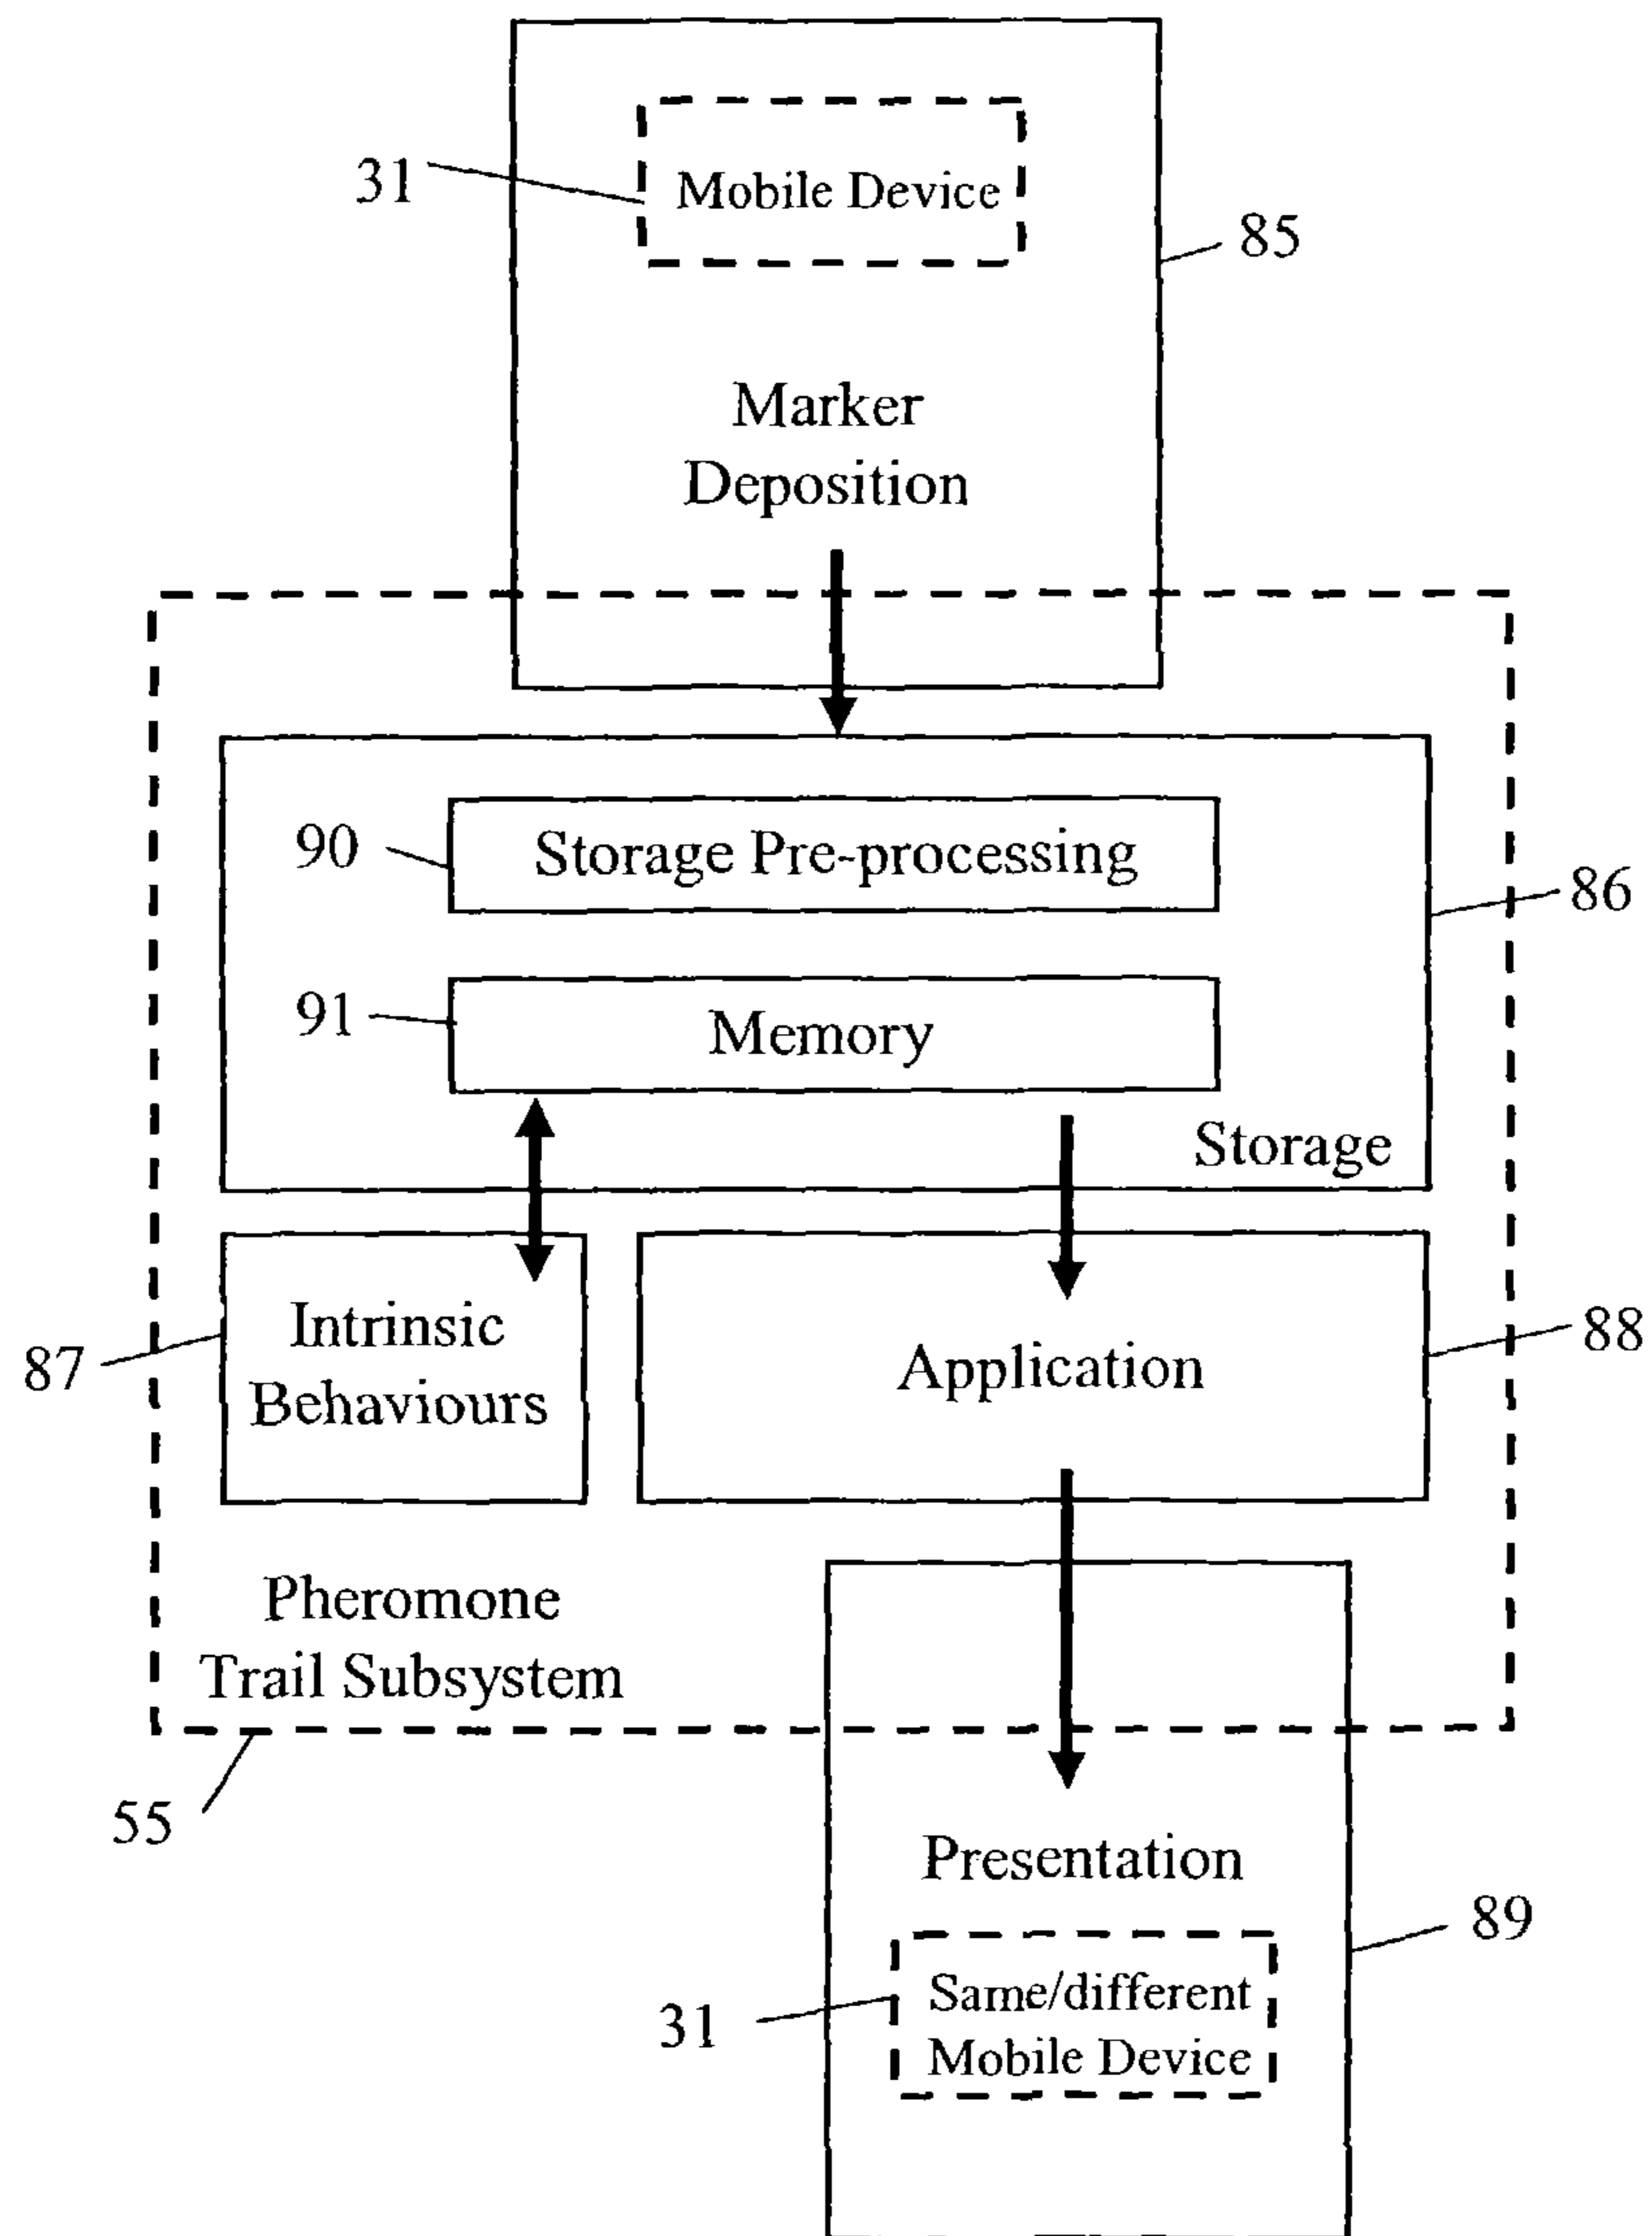 31
Mobile Device
85
Marker
Deposition
90
Storage Pre-processing
86
91
Memory
Storage
87
Intrinsic
Behaviours
Application
88
Pheromone
Trail Subsystem
55
Presentation
89
31
Same/different
Mobile Device